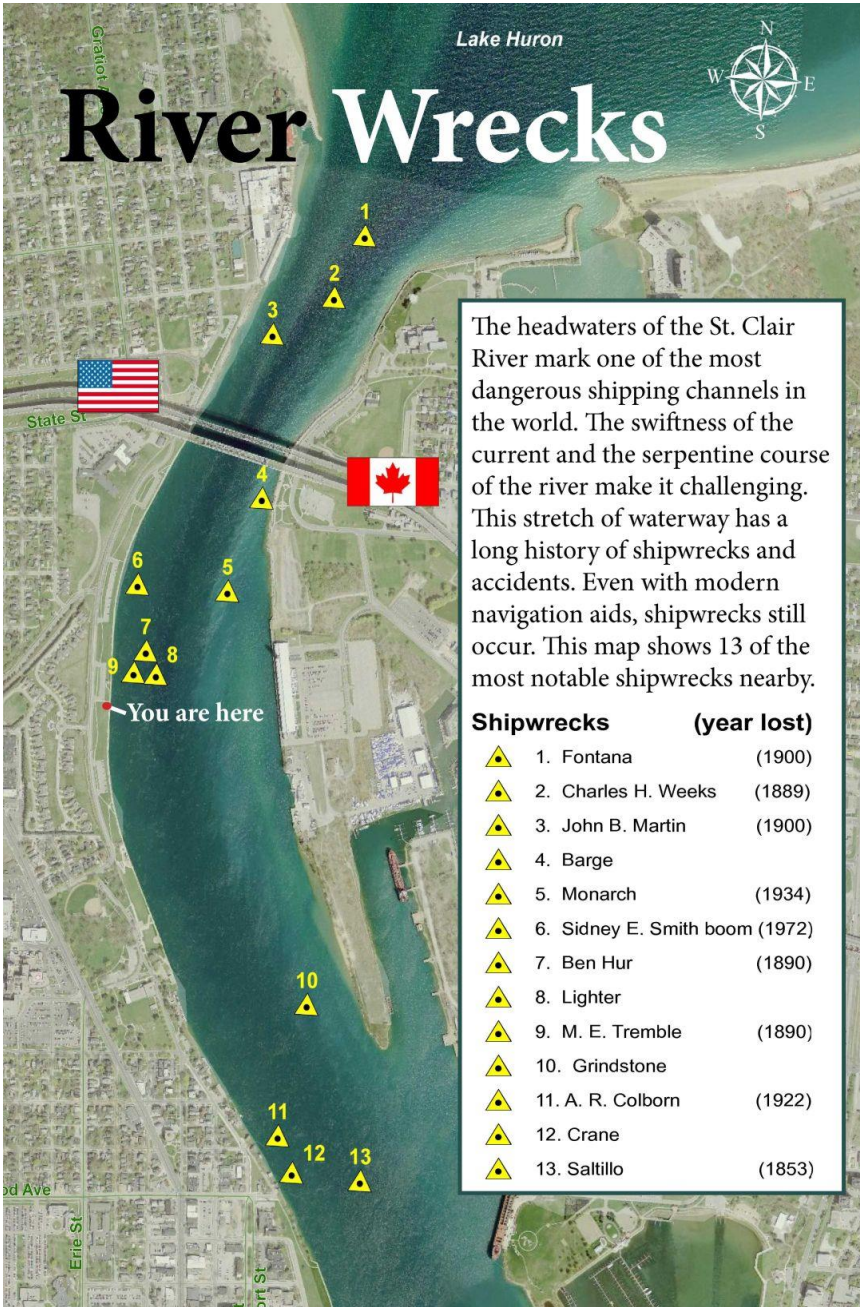 Lake Huron
N
W E
S
Gratiot
River Wrecks
1
2
3
State St
4
6
5
7
8
9
You are here
10
11
12
13
od Ave
Erie St
ort St
The headwaters of the St. Clair
River mark one of the most
dangerous shipping channels in
the world. The swiftness of the
current and the serpentine course
of the river make it challenging.
This stretch of waterway has a
long history of shipwrecks and
accidents. Even with modern
navigation aids, shipwrecks still
occur. This map shows 13 of the
most notable shipwrecks nearby.
Shipwrecks (year lost)
1. Fontana (1900)
2. Charles H. Weeks (1889)
3. John B. Martin (1900)
4. Barge
5. Monarch (1934)
6. Sidney E. Smith boom (1972)
7. Ben Hur (1890)
8. Lighter
9. M. E. Tremble (1890)
10. Grindstone
11. A. R. Colborn (1922)
12. Crane
13. Saltillo (1853)